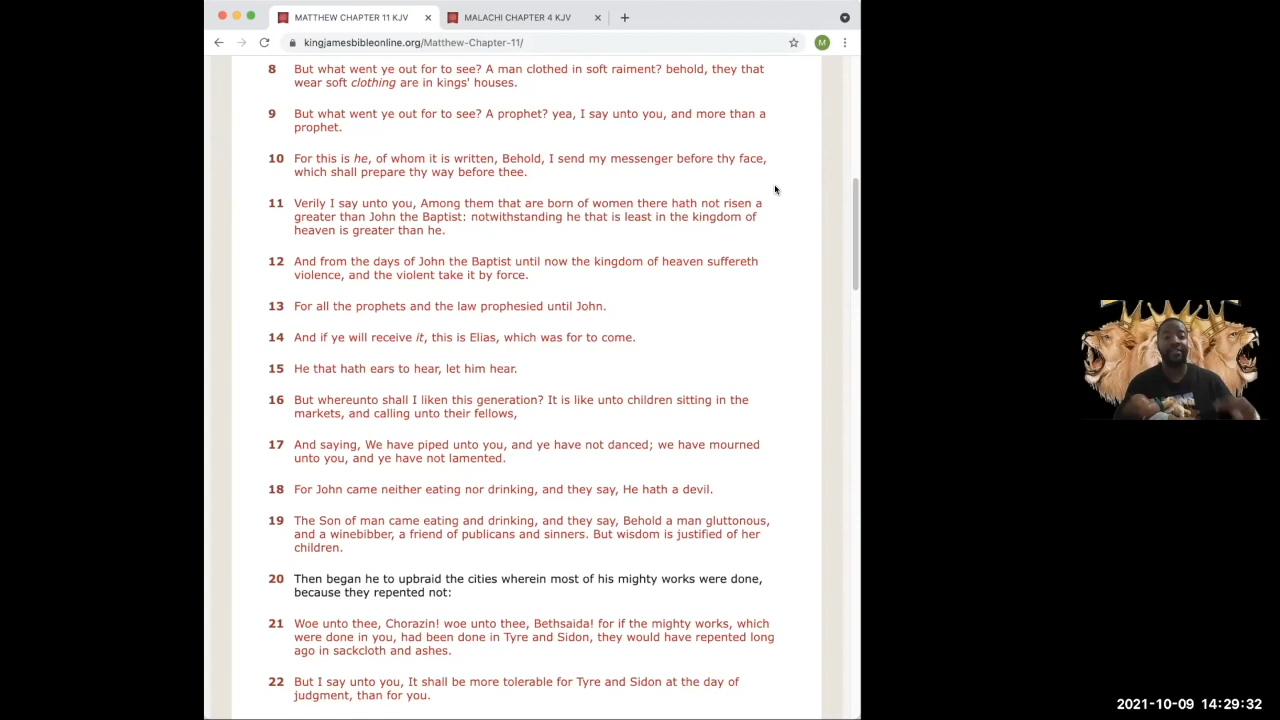 MATTHEW CHAPTER 11 KJV
MALACHI CHAPTER 4 KJV
kingjamesbibleonline.org/Matthew-Chapter-11/
M
8 But what went ye out for to see? A man clothed in soft raiment? behold, they that
wear soft clothing are in kings' houses.
9 But what went ye out for to see? A prophet? yea, I say unto you, and more than a
prophet.
10 For this is he, of whom it is written, Behold, I send my messenger before thy face,
which shall prepare thy way before thee.
11 Verily I say unto you, Among them that are born of women there hath not risen a
greater than John the Baptist: notwithstanding he that is least in the kingdom of
heaven is greater than he.
12 And from the days of John the Baptist until now the kingdom of heaven suffereth
violence, and the violent take it by force.
13 For all the prophets and the law prophesied until John.
14 And if ye will receive it, this is Elias, which was for to come.
15 He that hath ears to hear, let him hear.
16 But whereunto shall I liken this generation? It is like unto children sitting in the
markets, and calling unto their fellows,
17 And saying, We have piped unto you, and ye have not danced; we have mourned
unto you, and ye have not lamented.
18 For John came neither eating nor drinking, and they say, He hath a devil.
19 The Son of man came eating and drinking, and they say, Behold a man gluttonous,
and a winebibber, a friend of publicans and sinners. But wisdom is justified of her
children.
20 Then began he to upbraid the cities wherein most of his mighty works were done,
because they repented not:
21 Woe unto thee, Chorazin! woe unto thee, Bethsaida! for if the mighty works, which
were done in you, had been done in Tyre and Sidon, they would have repented long
ago in sackcloth and ashes.
22 But I say unto you, It shall be more tolerable for Tyre and Sidon at the day of
judgment, than for you.
2021-10-09 14:29:32